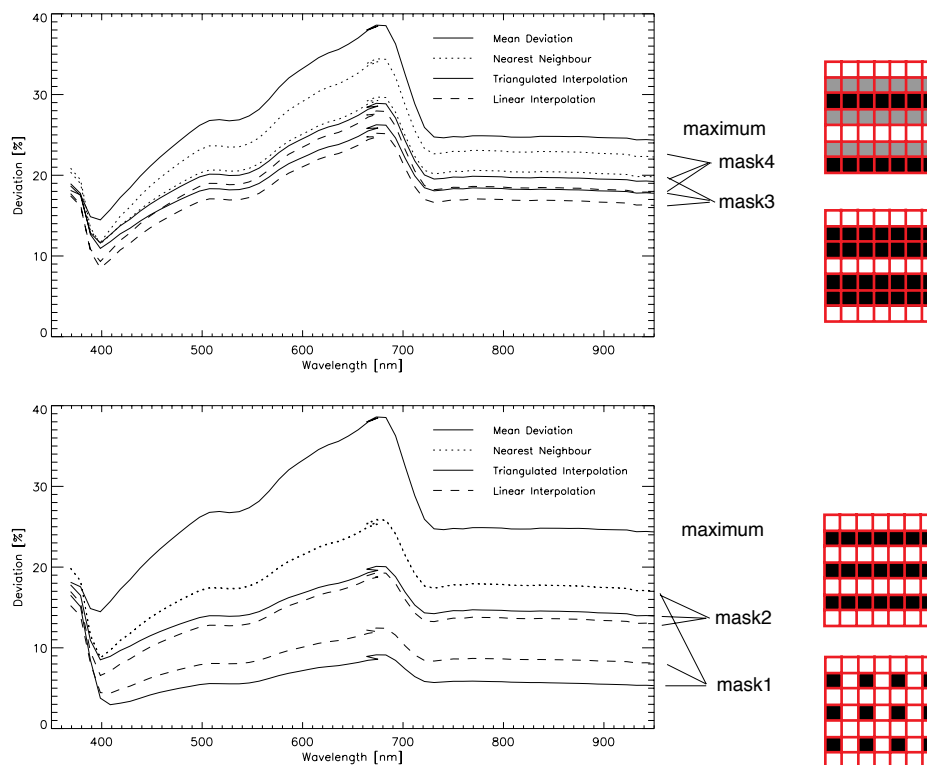 40
30
20
10
0
Deviation [%]
Mean Deviation
Nearest Neighbour
Triangulated Interpolation
Linear Interpolation
400 500 600 700 800 900
Wavelength [nm]
maximum
mask4
mask3
40
30
20
10
0
Deviation [%]
Mean Deviation
Nearest Neighbour
Triangulated Interpolation
Linear Interpolation
400 500 600 700 800 900
Wavelength [nm]
maximum
mask2
mask1